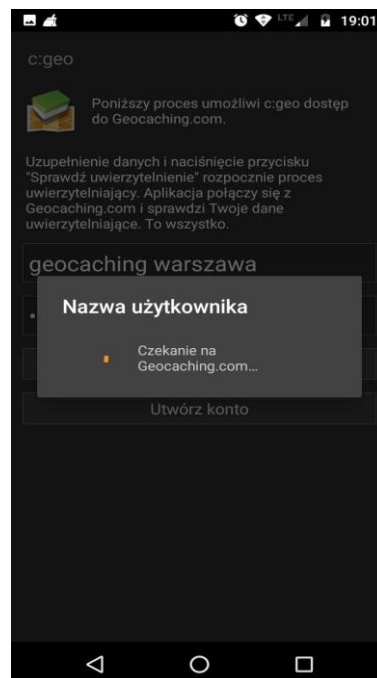 LTE 19:01
c:geo
Poniższy proces umożliwi c:geo dostęp
do Geocaching.com.
Uzupełnienie danych i naciśnięcie przycisku
"Sprawdź uwierzytelnienie" rozpocznie proces
uwierzytelniający. Aplikacja połączy się z
Geocaching.com i sprawdzi Twoje dane
uwierzytelniające. To wszystko.
geocaching warszawa
Nazwa użytkownika
Czekanie na
Geocaching.com...
Utwórz konto